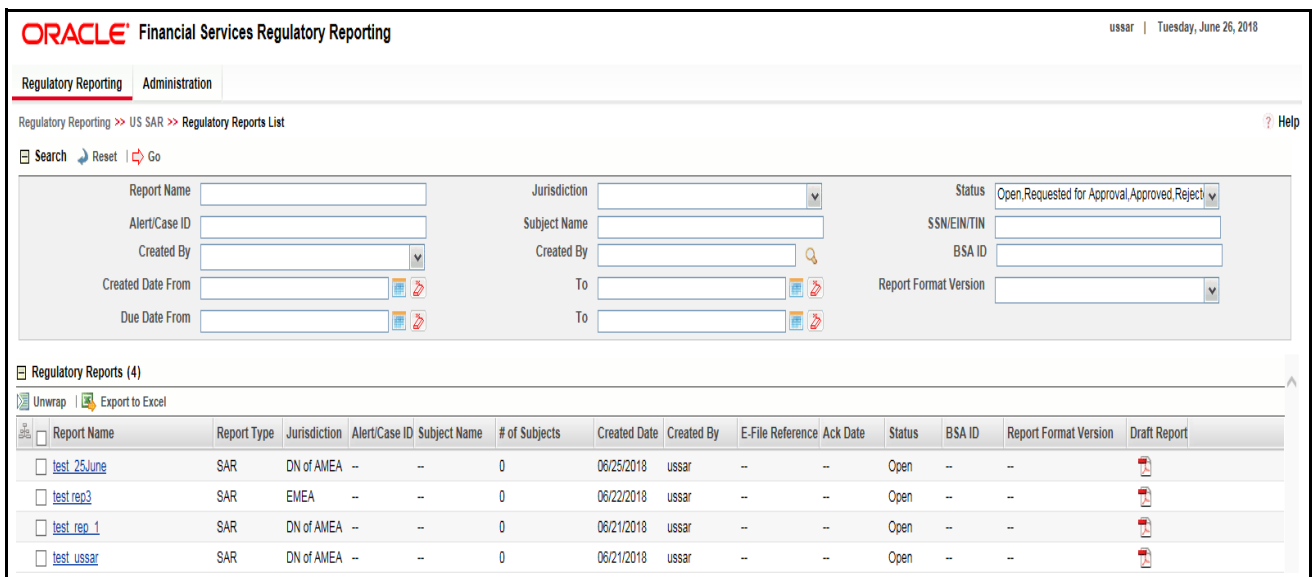 ORACLE® Financial Services Regulatory Reporting
ussar | Tuesday, June 26, 2018
Regulatory Reporting Administration
Regulatory Reporting >> US SAR >> Regulatory Reports List
? Help
Search Reset | Go
Report Name Jurisdiction Status Open,Requested for Approval,Approved,Reject
Alert/Case ID Subject Name SSN/EIN/TIN
Created By Created By BSA ID
Created Date From To Report Format Version
Due Date From To
Regulatory Reports (4)
Unwrap | Export to Excel
Report Name Report Type Jurisdiction Alert/Case ID Subject Name # of Subjects Created Date Created By E-File Reference Ack Date Status BSA ID Report Format Version Draft Report
test_25June SAR DN of AMEA -- -- 0 06/25/2018 ussar -- -- Open -- --
test rep3 SAR EMEA -- -- 0 06/22/2018 ussar -- -- Open -- --
test_rep_1 SAR DN of AMEA -- -- 0 06/21/2018 ussar -- -- Open -- --
test_ussar SAR DN of AMEA -- -- 0 06/21/2018 ussar -- -- Open -- --